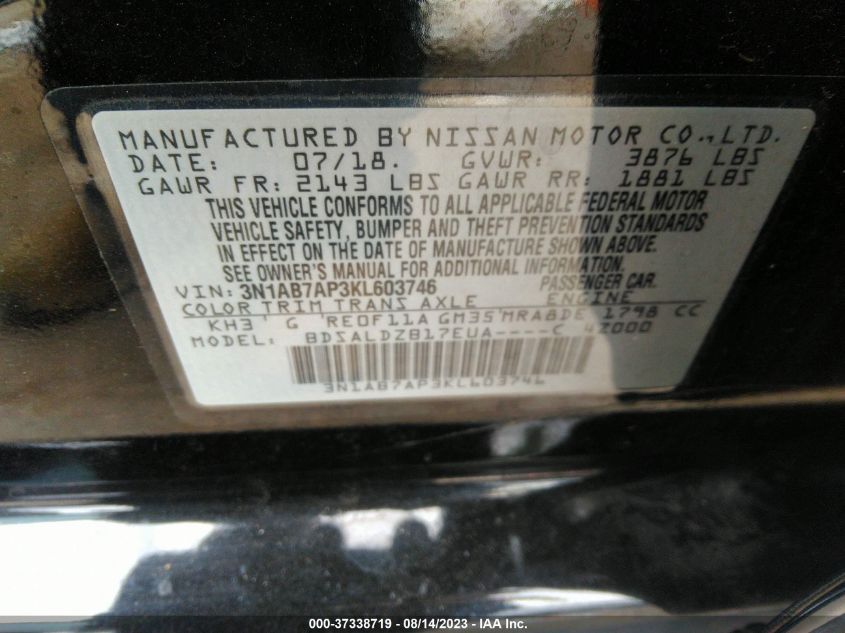 MANUFACTURED BY NISSAN MOTOR CO., LTD.
DATE: 07/18. GVWR: 3876 LBS
GAWR FR: 2143 LBS GAWR RR: 1881 LBS
THIS VEHICLE CONFORMS TO ALL APPLICABLE FEDERAL MOTOR
VEHICLE SAFETY, BUMPER AND THEFT PREVENTION STANDARDS
IN EFFECT ON THE DATE OF MANUFACTURE SHOWN ABOVE.
SEE OWNER'S MANUAL FOR ADDITIONAL INFORMATION.
VIN: 3N1AB7AP3KL603746 PASSENGER CAR.
COLOR TRIM TRANS AXLE ENGINE
KH3 G 'RE0F11A GM35'MRA8DE 1798 CC
MODEL: BDSALDZB17EUA----C 4Z000
3N1AB7AP3KL603746
000-37338719 - 08/14/2023 - IAA Inc.